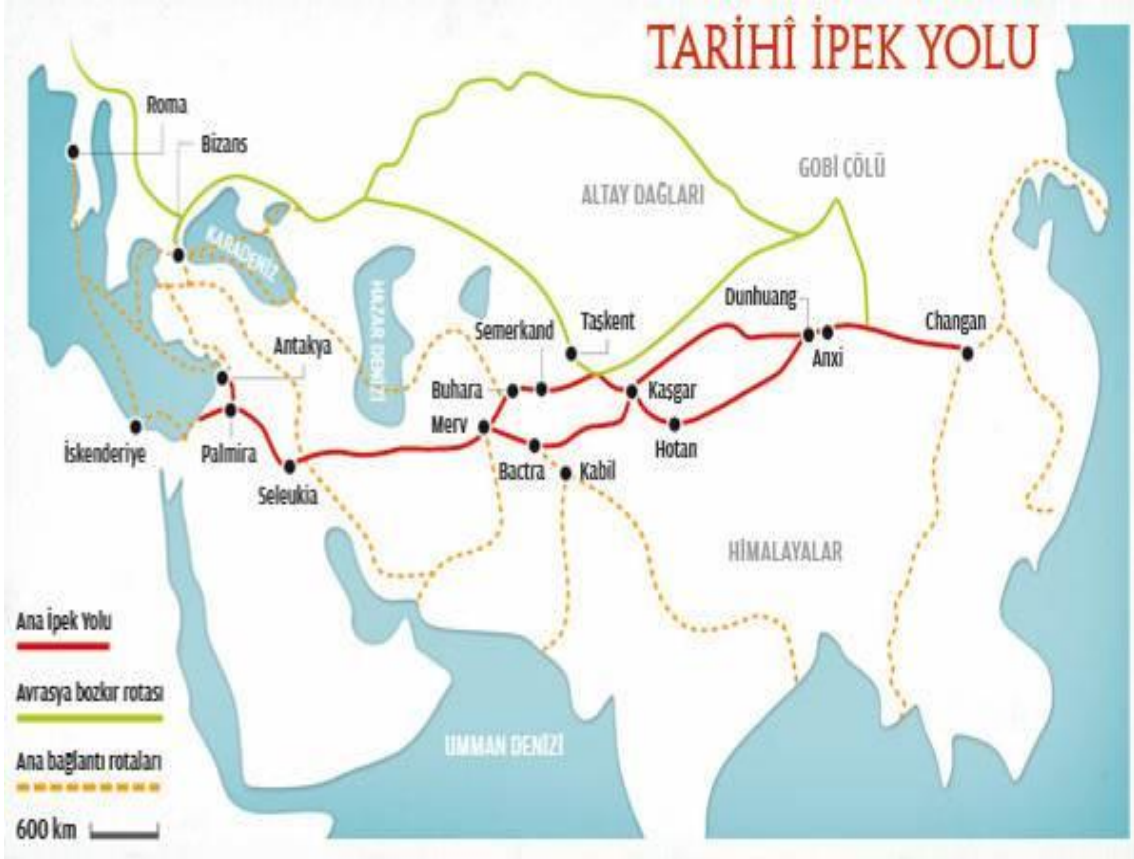 TARİHÎ İPEK YOLU
Roma
Bizans
GOBİ ÇÖLÜ
ALTAY DAĞLARI
KARADENİZ
HAZAR DENİZİ
Dunhuang
Taşkent
Semerkand
Changan
Antakya
Anxi
Buhara
Kaşgar
Merv
Hotan
İskenderiye
Palmira
Bactra
Kabil
Seleukia
HİMALAYALAR
Ana İpek Yolu
Avrasya bozkır rotası
UMMAN DENİZİ
Ana bağlantı rotaları
600 km